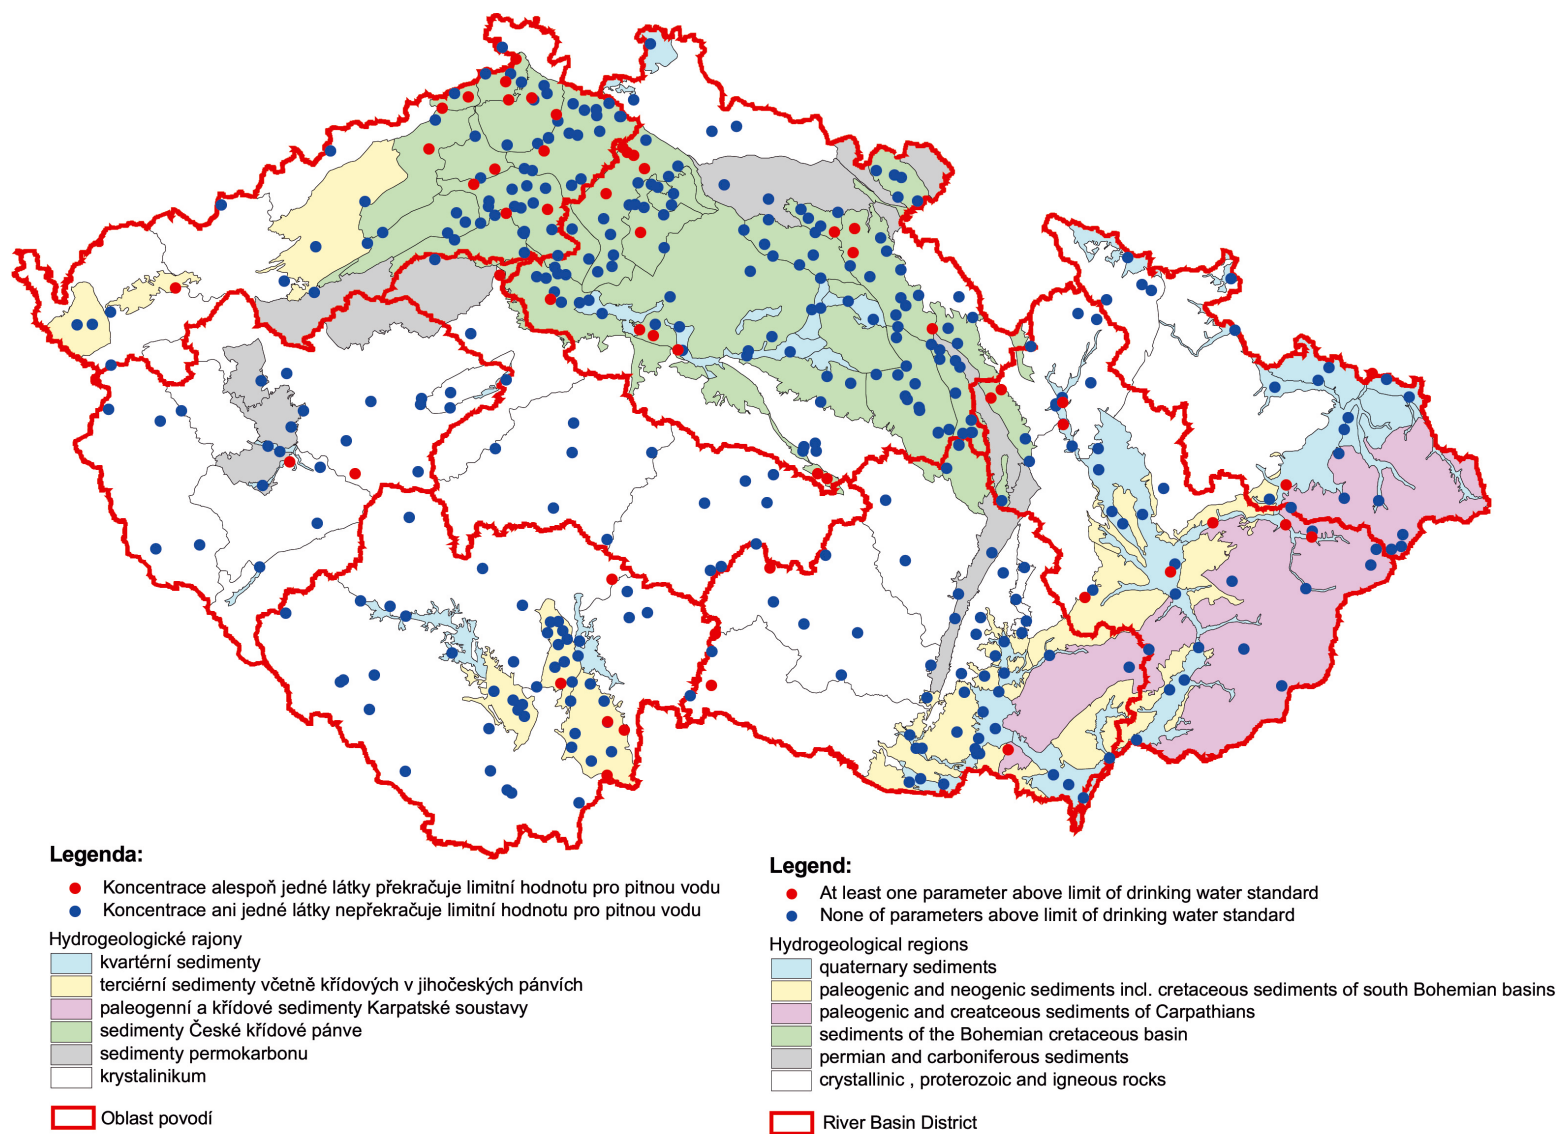 Legenda:
Koncentrace alespoň jedné látky překračuje limitní hodnotu pro pitnou vodu
Koncentrace ani jedné látky nepřekračuje limitní hodnotu pro pitnou vodu
Hydrogeologické rajony
kvartérní sedimenty
terciérní sedimenty včetně křídových v jihočeských pánvích
paleogenní a křídové sedimenty Karpatské soustavy
sedimenty České křídové pánve
sedimenty permokarbonu
krystalinikum
Oblast povodí
Legend:
At least one parameter above limit of drinking water standard
None of parameters above limit of drinking water standard
Hydrogeological regions
quaternary sediments
paleogenic and neogenic sediments incl. cretaceous sediments of south Bohemian basins
paleogenic and creatceous sediments of Carpathians
sediments of the Bohemian cretaceous basin
permian and carboniferous sediments
crystallinic , proterozoic and igneous rocks
River Basin District